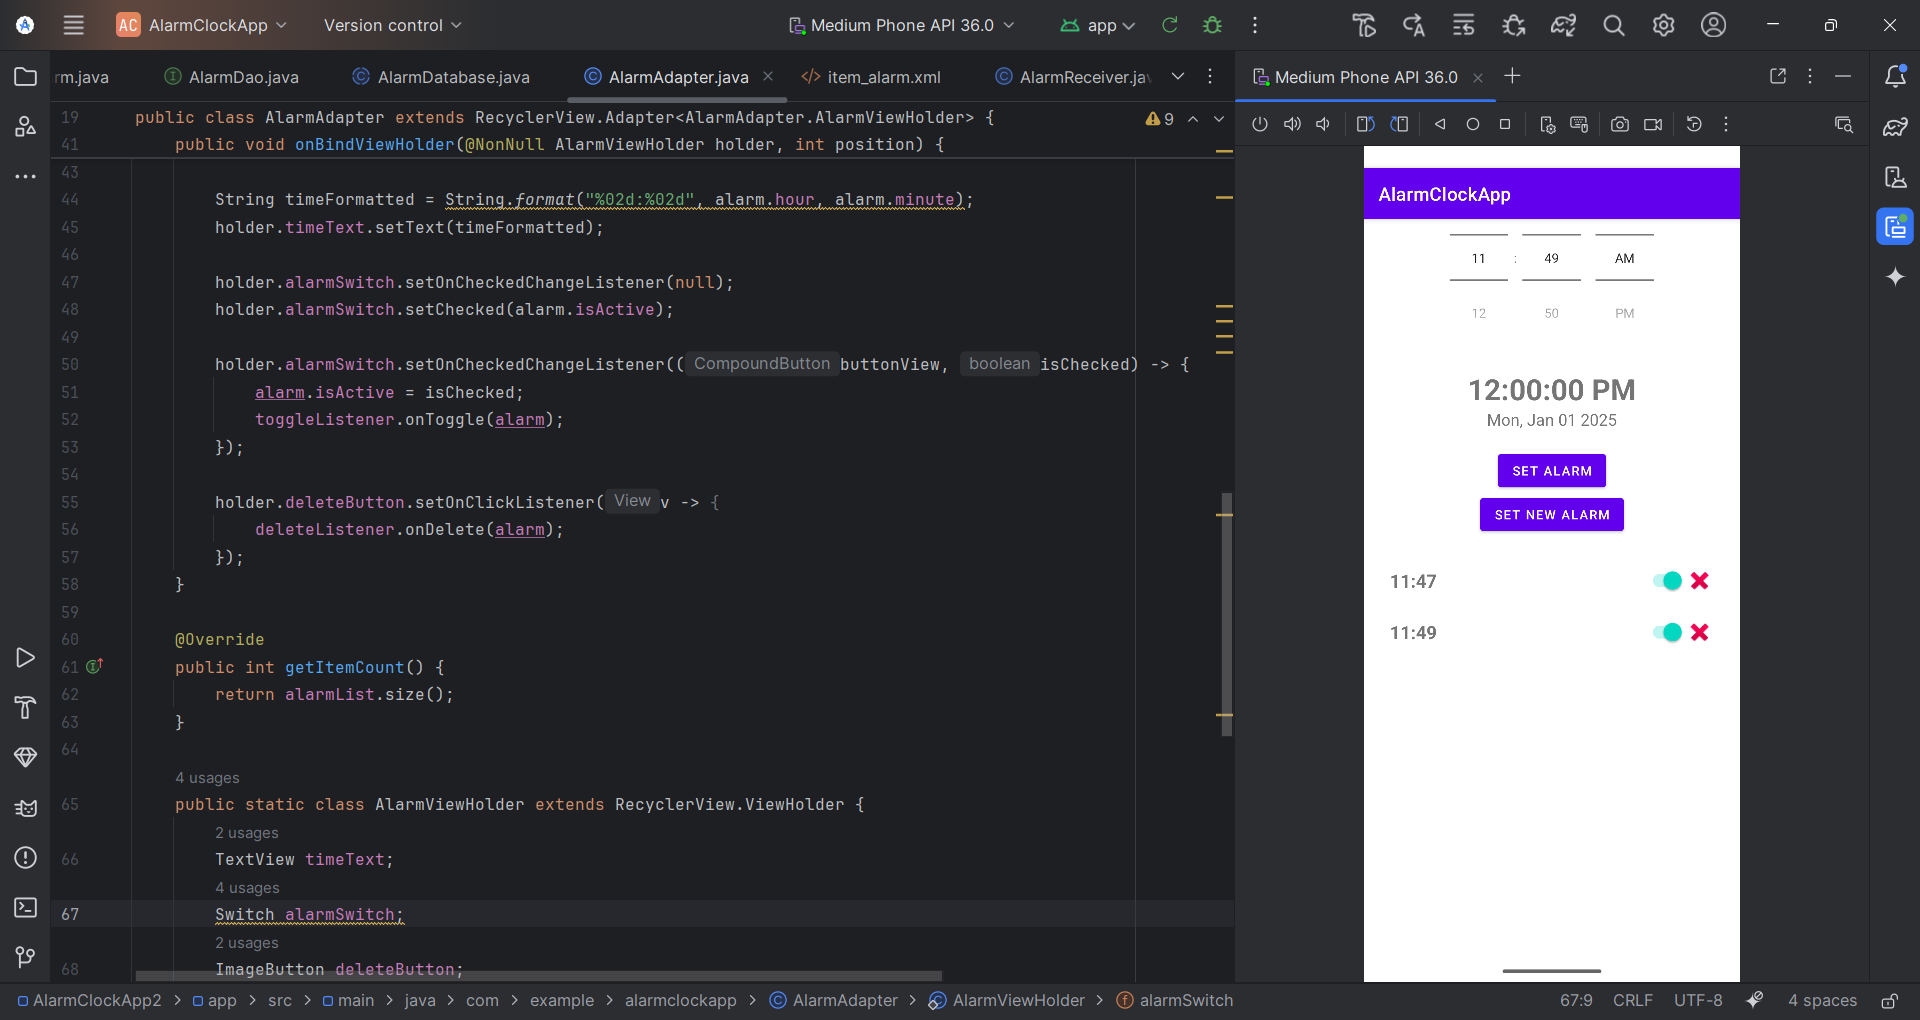 AC AlarmClockApp Version control Medium Phone API 36.0 app
rm.java AlarmDao.java AlarmDatabase.java AlarmAdapter.java item_alarm.xml AlarmReceiver.jav
19 public class AlarmAdapter extends RecyclerView.Adapter<AlarmAdapter.AlarmViewHolder> { 9
41 public void onBindViewHolder(@NonNull AlarmViewHolder holder, int position) {
43
44 String timeFormatted = String.format("%02d:%02d", alarm.hour, alarm.minute);
45 holder.timeText.setText(timeFormatted);
46
47 holder.alarmSwitch.setOnCheckedChangeListener(null);
48 holder.alarmSwitch.setChecked(alarm.isActive);
49
50 holder.alarmSwitch.setOnCheckedChangeListener(( CompoundButton buttonView, boolean isChecked) -> {
51 alarm.isActive = isChecked;
52 toggleListener.onToggle(alarm);
53 });
54
55 holder.deleteButton.setOnClickListener( View v -> {
56 deleteListener.onDelete(alarm);
57 });
58 }
59
60 @Override
61 public int getItemCount() {
62 return alarmList.size();
63 }
64
4 usages
65 public static class AlarmViewHolder extends RecyclerView.ViewHolder {
2 usages
66 TextView timeText;
4 usages
67 Switch alarmSwitch;
2 usages
68 ImageButton deleteButton;
Medium Phone API 36.0
AlarmClockApp
11 : 49 AM
12 50 PM
12:00:00 PM
Mon, Jan 01 2025
SET ALARM
SET NEW ALARM
11:47
11:49
AlarmClockApp2 > app > src > main > java > com > example > alarmclockapp > AlarmAdapter > AlarmViewHolder > alarmSwitch 67:9 CRLF UTF-8 4 spaces